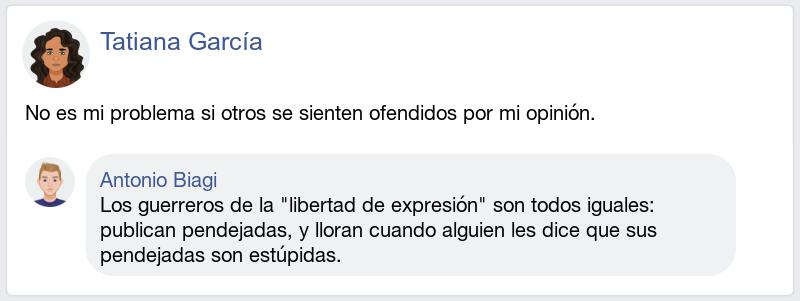 Tatiana García
No es mi problema si otros se sienten ofendidos por mi opinión.
Antonio Biagi
Los guerreros de la "libertad de expresión" son todos iguales:
publican pendejadas, y lloran cuando alguien les dice que sus
pendejadas son estúpidas.